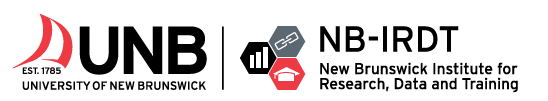 UNB
EST. 1785
UNIVERSITY OF NEW BRUNSWICK
NB-IRDT
New Brunswick Institute for
Research, Data and Training